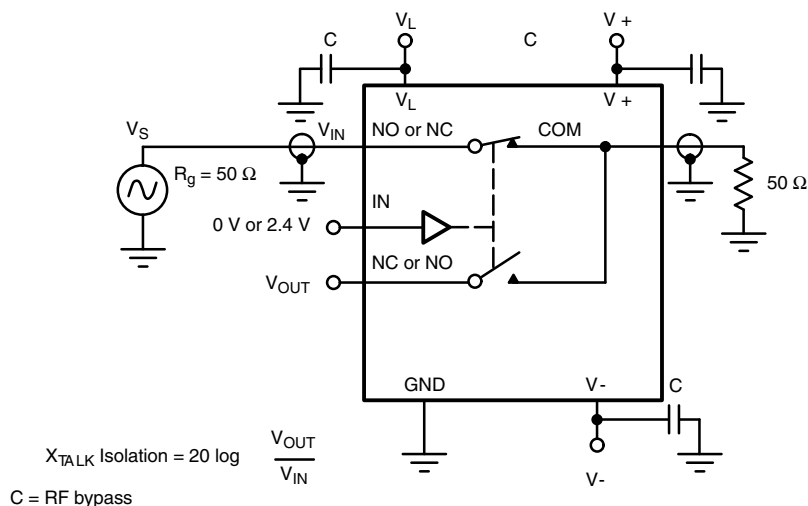 V_L C V +
C
V_L V +
V_S V_IN NO or NC COM
R_g = 50 Ω 50 Ω
IN
0 V or 2.4 V
NC or NO
V_OUT
GND V- C
X_TALK Isolation = 20 log V_OUT
V_IN
V-
C = RF bypass